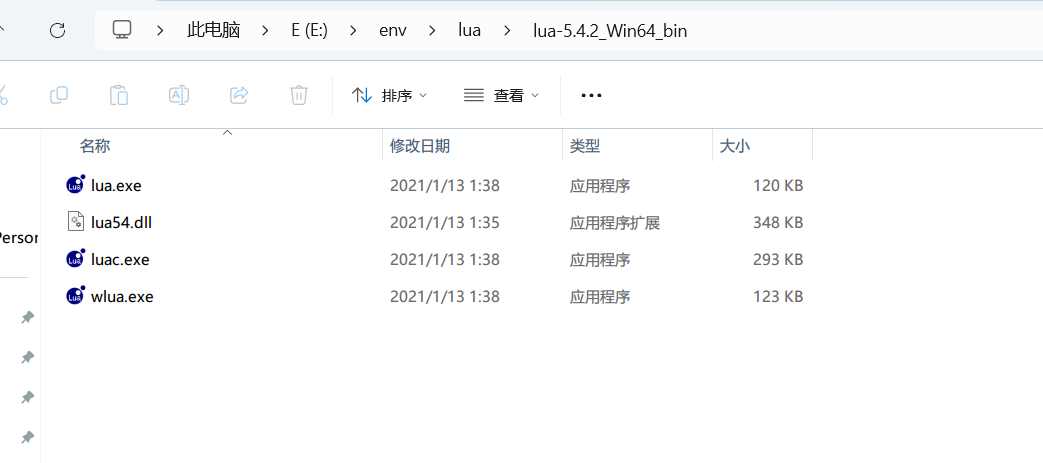 此电脑 E (E:) env lua lua-5.4.2_Win64_bin
排序 查看
名称 修改日期 类型 大小
lua.exe 2021/1/13 1:38 应用程序 120 KB
lua54.dll 2021/1/13 1:35 应用程序扩展 348 KB
Person
luac.exe 2021/1/13 1:38 应用程序 293 KB
wlua.exe 2021/1/13 1:38 应用程序 123 KB